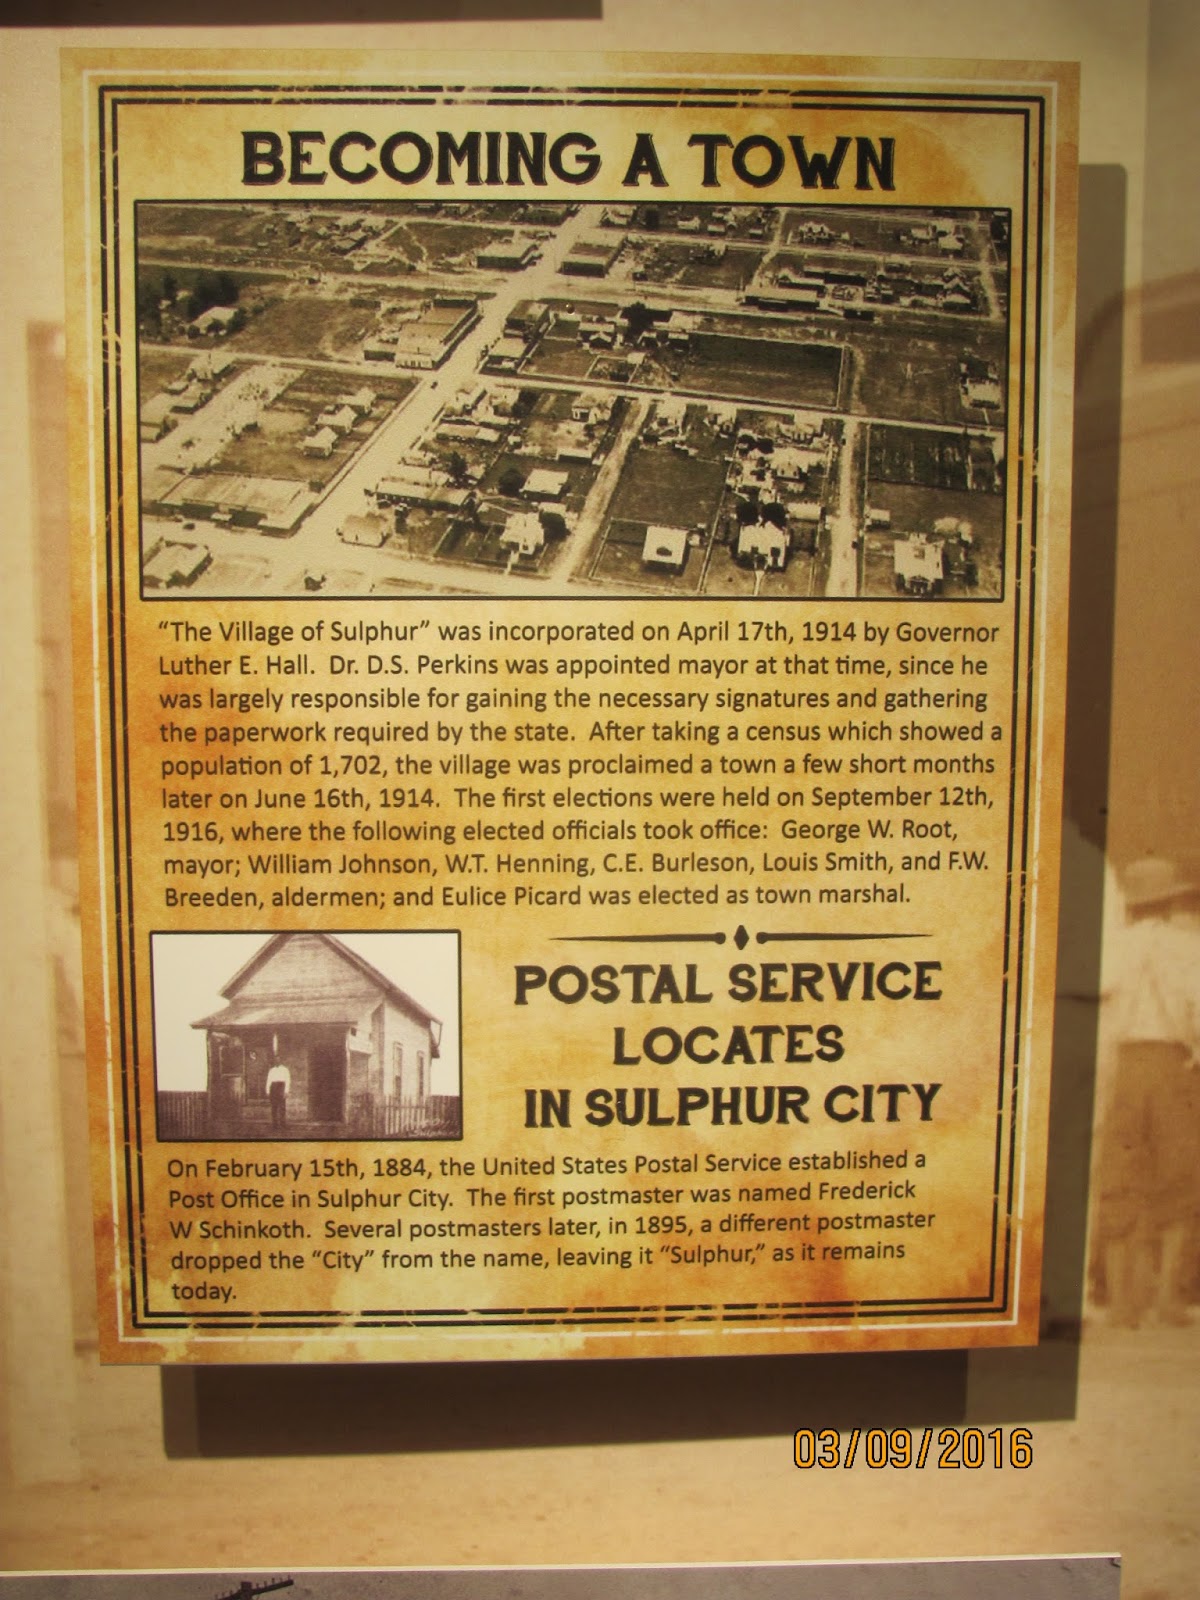 BECOMING A TOWN
“The Village of Sulphur” was incorporated on April 17th, 1914 by Governor
Luther E. Hall. Dr. D.S. Perkins was appointed mayor at that time, since he
was largely responsible for gaining the necessary signatures and gathering
the paperwork required by the state. After taking a census which showed a
population of 1,702, the village was proclaimed a town a few short months
later on June 16th, 1914. The first elections were held on September 12th,
1916, where the following elected officials took office: George W. Root,
mayor; William Johnson, W.T. Henning, C.E. Burleson, Louis Smith, and F.W.
Breeden, aldermen; and Eulice Picard was elected as town marshal.
POSTAL SERVICE
LOCATES
IN SULPHUR CITY
On February 15th, 1884, the United States Postal Service established a
Post Office in Sulphur City. The first postmaster was named Frederick
W Schinkoth. Several postmasters later, in 1895, a different postmaster
dropped the “City” from the name, leaving it “Sulphur,” as it remains
today.
03/09/2016